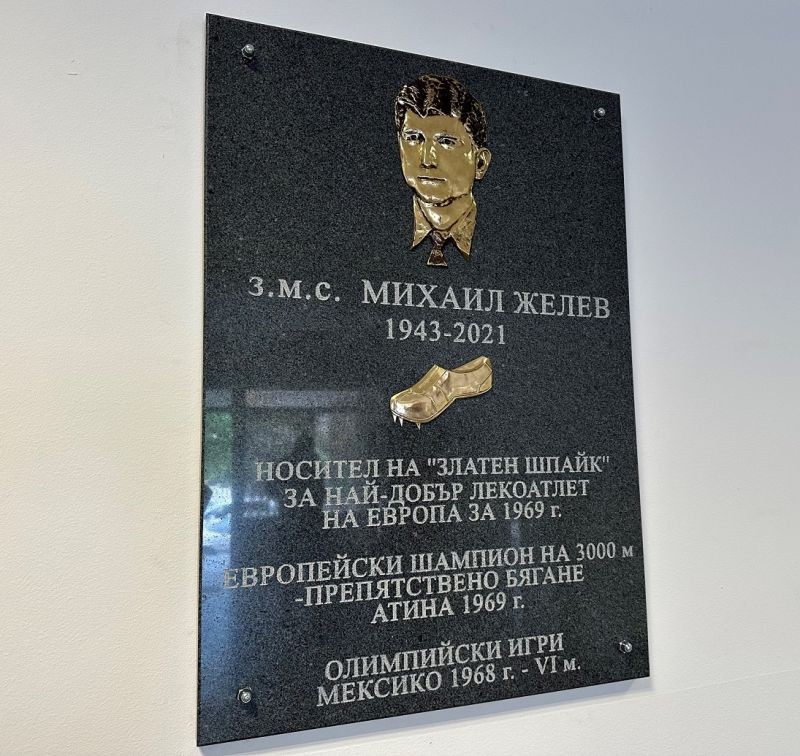 з.м.с. МИХАИЛ ЖЕЛЕВ
1943-2021
НОСИТЕЛ НА "ЗЛАТЕН ШПАЙК"
ЗА НАЙ-ДОБЪР ЛЕКОАТЛЕТ
НА ЕВРОПА ЗА 1969 г.
ЕВРОПЕЙСКИ ШАМПИОН НА 3000 м
-ПРЕПЯТСТВЕНО БЯГАНЕ
АТИНА 1969 г.
ОЛИМПИЙСКИ ИГРИ
МЕКСИКО 1968 г. - VI м.